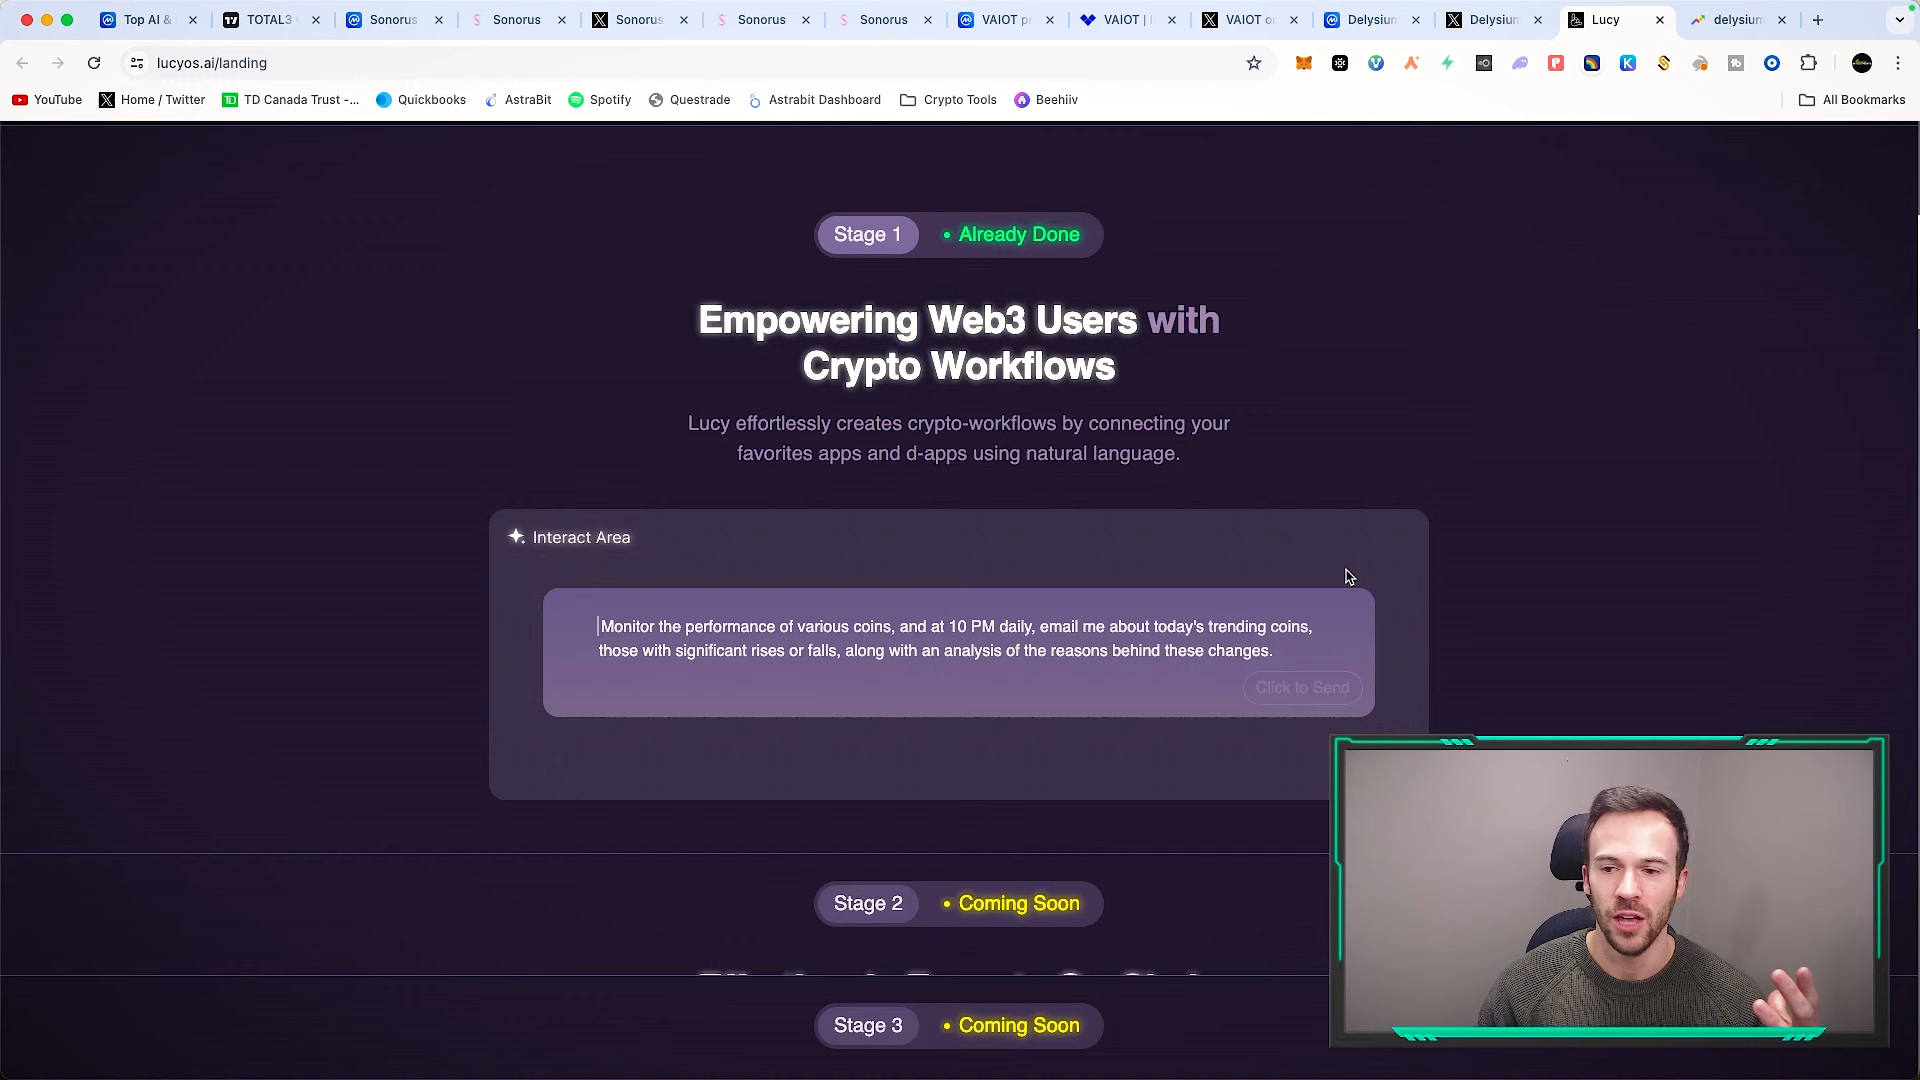 Top AI &
TOTAL3
Sonorus
Sonorus
Sonorus
Sonorus
Sonorus
VAIOT p
VAIOT |
VAIOT o
Delysium
Delysium
Lucy
delysium
lucyos.ai/landing
YouTube
Home / Twitter
TD Canada Trust -...
Quickbooks
AstraBit
Spotify
Questrade
Astrabit Dashboard
Crypto Tools
Beehiiv
All Bookmarks
Stage 1
• Already Done
Empowering Web3 Users with
Crypto Workflows
Lucy effortlessly creates crypto-workflows by connecting your
favorites apps and d-apps using natural language.
Interact Area
Monitor the performance of various coins, and at 10 PM daily, email me about today's trending coins,
those with significant rises or falls, along with an analysis of the reasons behind these changes.
Click to Send
Stage 2
• Coming Soon
Stage 3
• Coming Soon